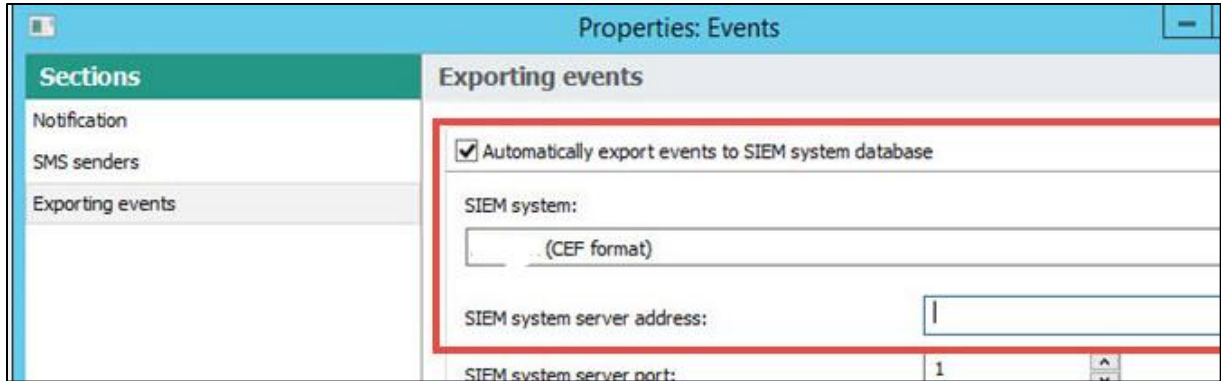 Properties: Events
Sections
Notification
SMS senders
Exporting events
Exporting events
Automatically export events to SIEM system database
SIEM system:
(CEF format)
SIEM system server address:
SIEM system server port:
1